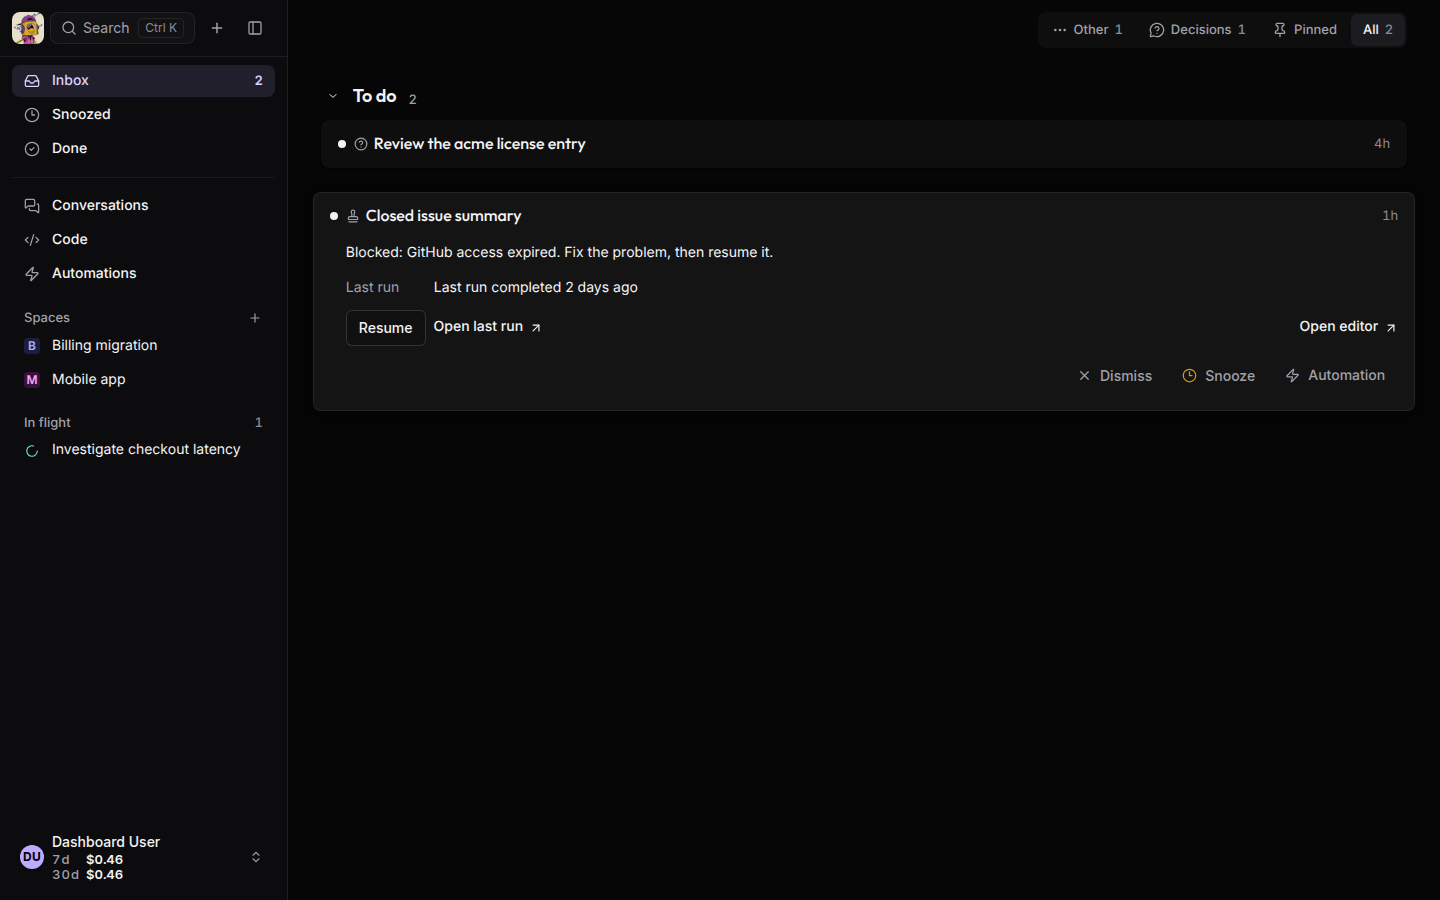 Search Ctrl K
Inbox 2
Snoozed
Done
Conversations
Code
Automations
Spaces
B Billing migration
M Mobile app
In flight 1
Investigate checkout latency
DU Dashboard User
7d $0.46
30d $0.46
Other 1 Decisions 1 Pinned All 2
To do 2
Review the acme license entry 4h
Closed issue summary 1h
Blocked: GitHub access expired. Fix the problem, then resume it.
Last run Last run completed 2 days ago
Resume Open last run Open editor
Dismiss Snooze Automation